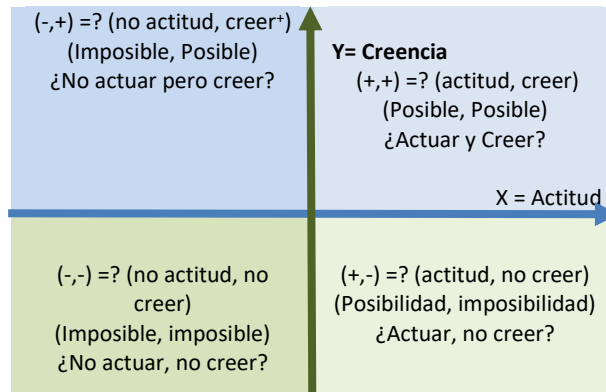 (-,+) =? (no actitud, creer⁺)
(Imposible, Posible)
¿No actuar pero creer?
Y= Creencia
(+,+) =? (actitud, creer)
(Posible, Posible)
¿Actuar y Creer?
X = Actitud
(-,-) =? (no actitud, no
creer)
(Imposible, imposible)
¿No actuar, no creer?
(+,-) =? (actitud, no creer)
(Posibilidad, imposibilidad)
¿Actuar, no creer?